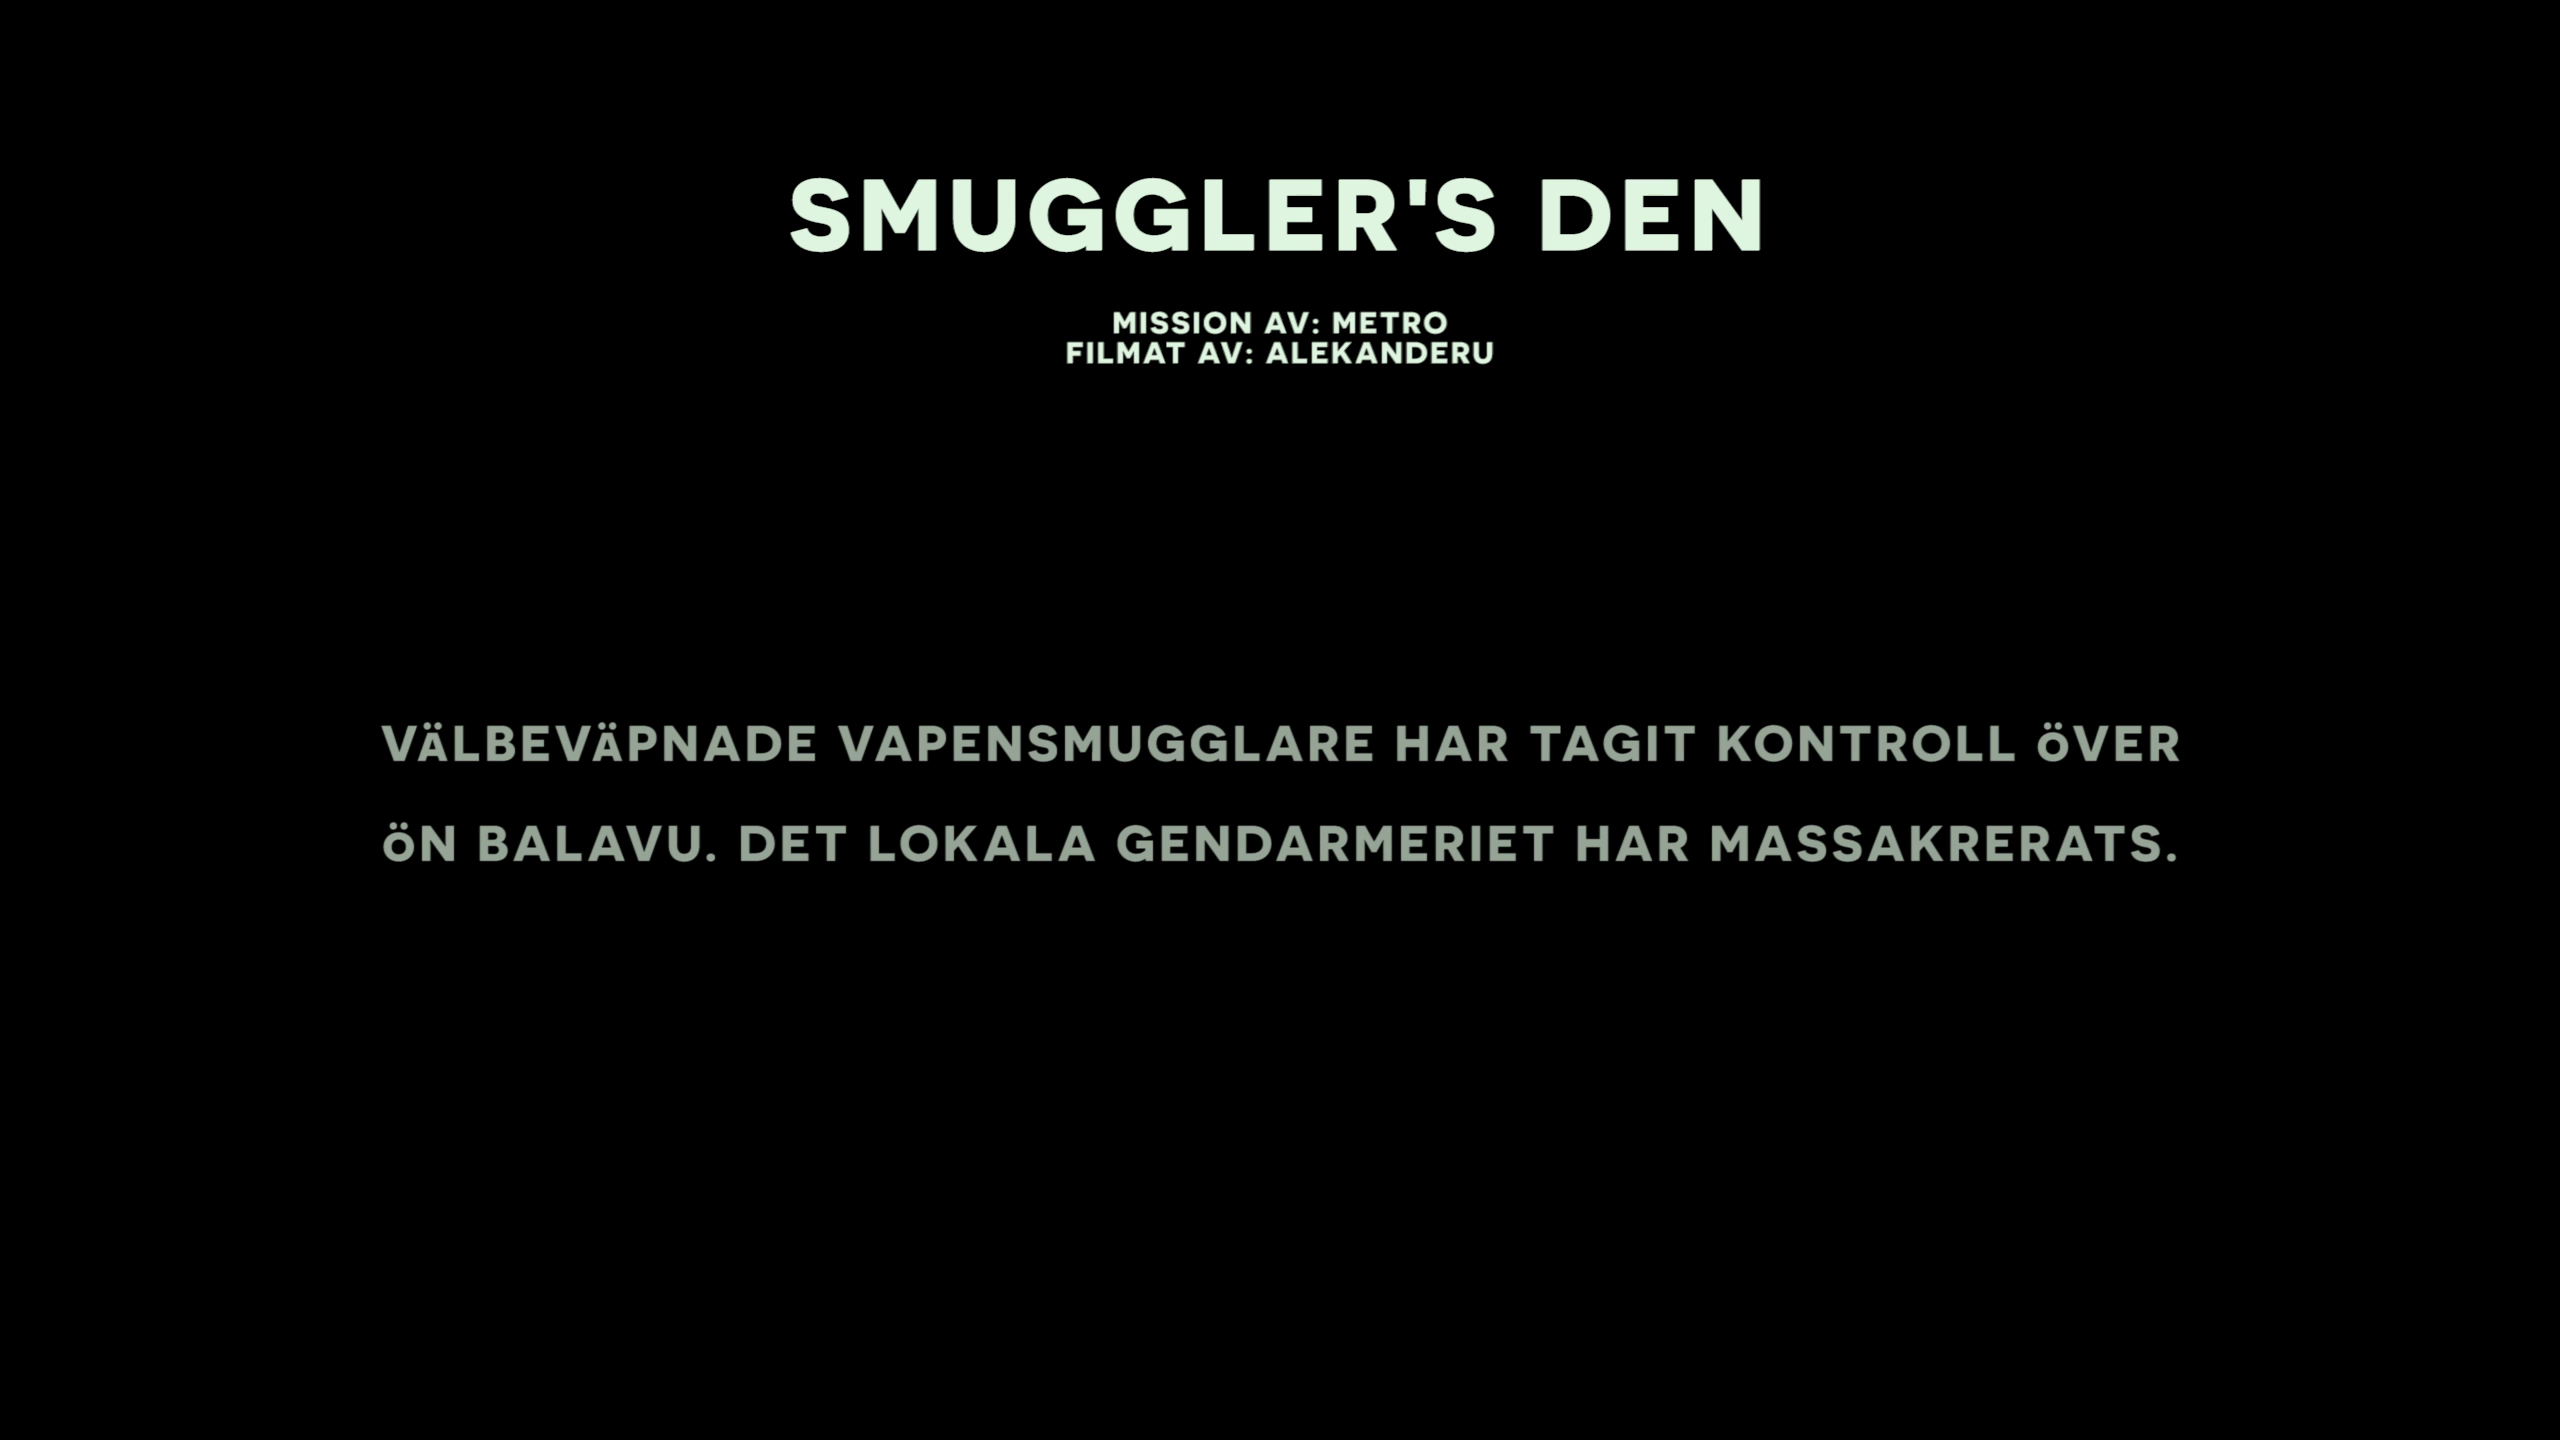 SMUGGLER'S DEN
MISSION AV: METRO
FILMAT AV: ALEKANDERU
VÄLBEVÄPNADE VAPENSMUGGLARE HAR TAGIT KONTROLL ÖVER
ÖN BALAVU. DET LOKALA GENDARMERIET HAR MASSAKRERATS.